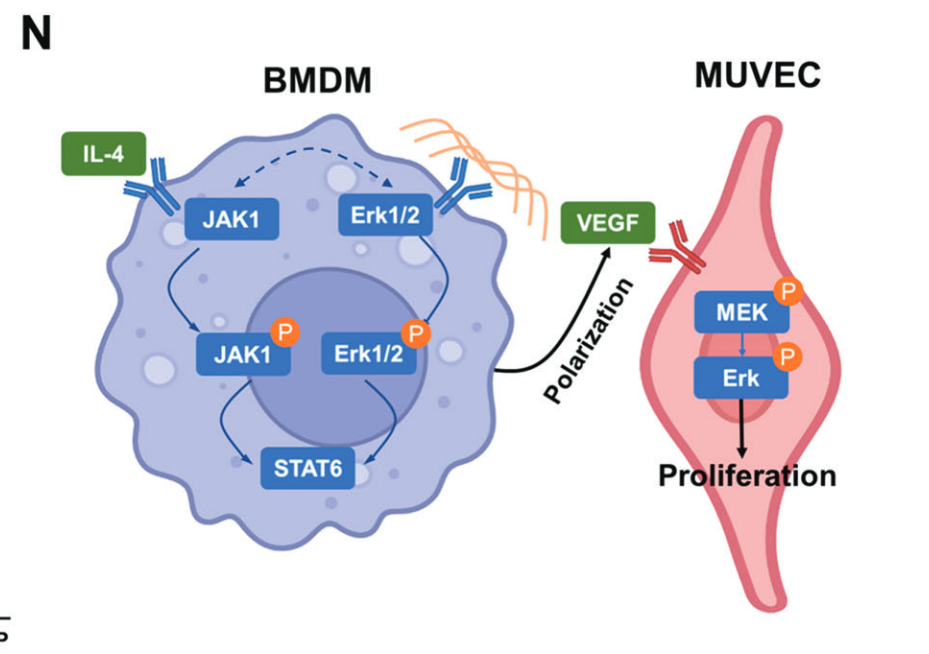 N
BMDM
MUVEC
IL-4
JAK1
Erk1/2
VEGF
Polarization
JAK1
P
Erk1/2
P
STAT6
MEK
P
Erk
P
Proliferation